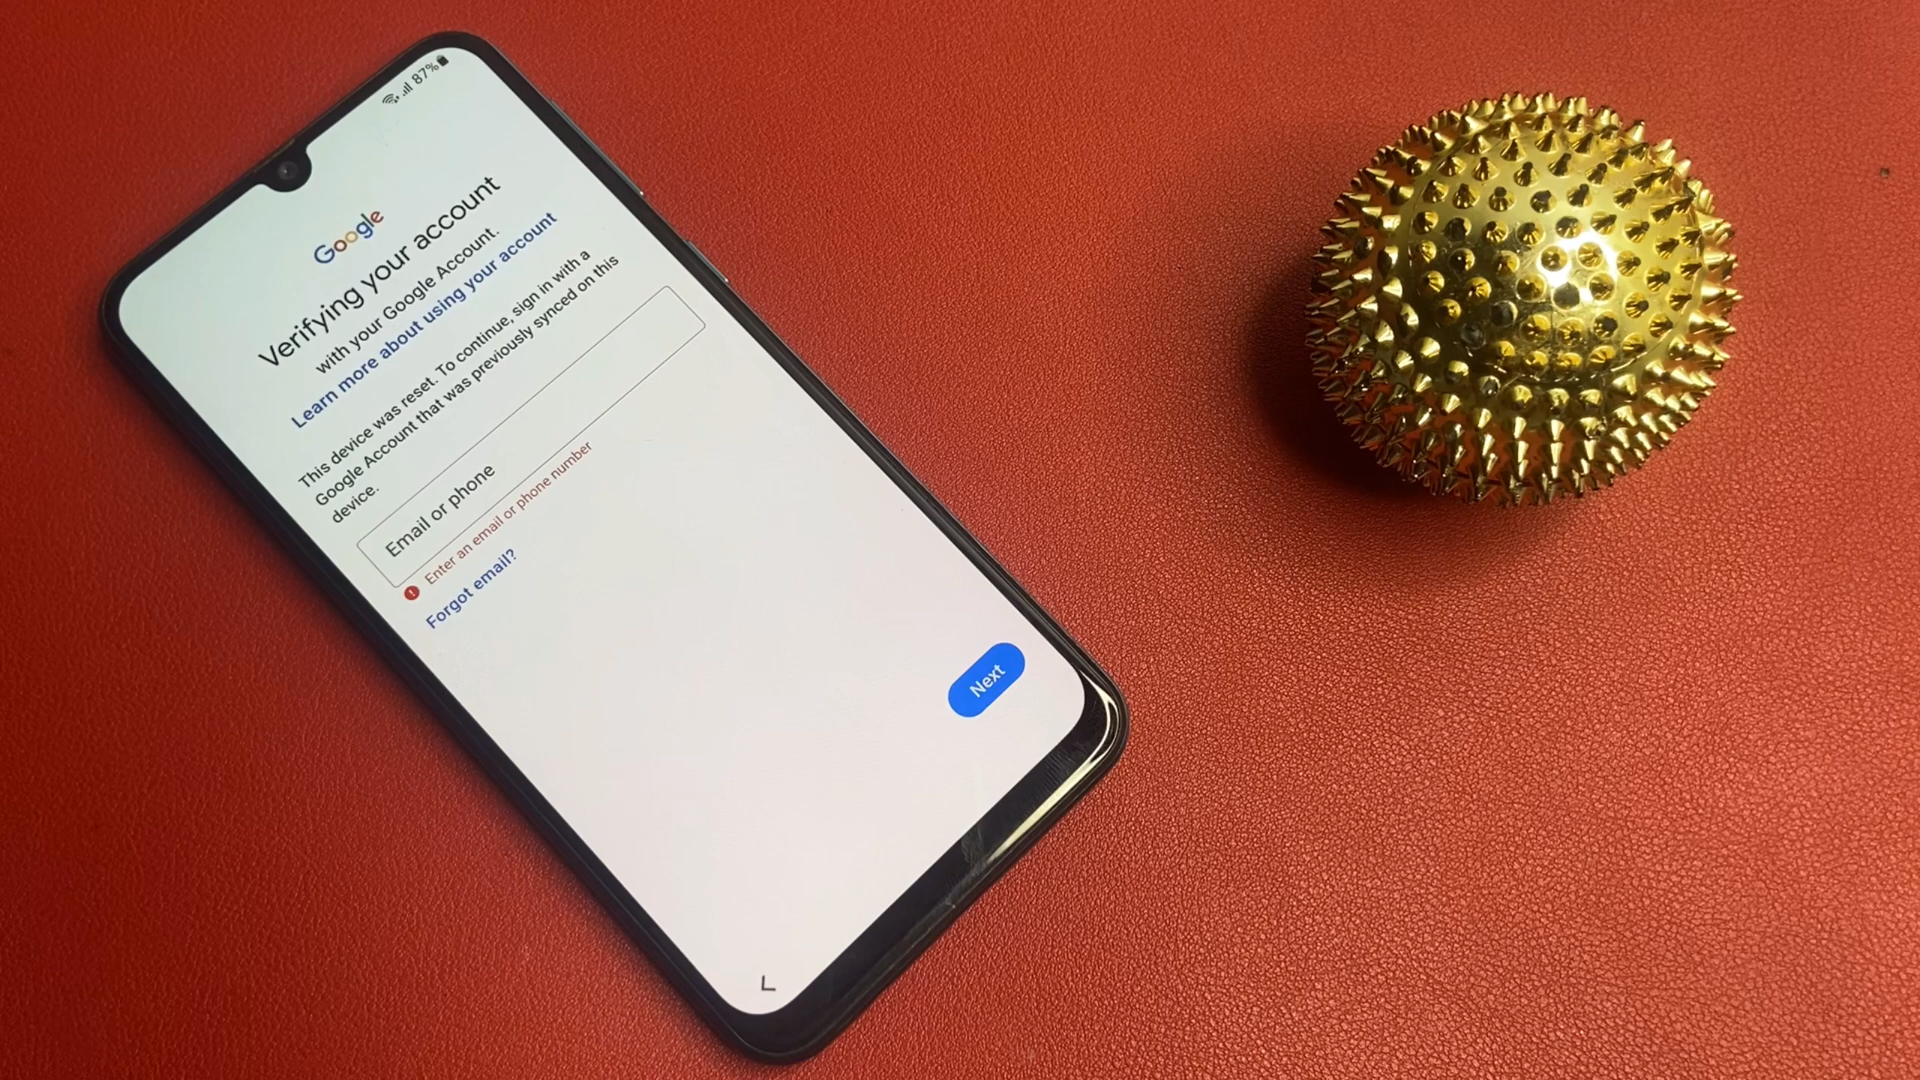 87%
Google
Verifying your account
with your Google Account.
Learn more about using your account
This device was reset. To continue, sign in with a
Google Account that was previously synced on this
device.
Email or phone
Enter an email or phone number
Forgot email?
Next